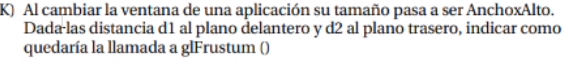 K) Al cambiar la ventana de una aplicación su tamaño pasa a ser AnchoxAlto.
Dada las distancia d1 al plano delantero y d2 al plano trasero, indicar como
quedaría la llamada a glFrustum ()